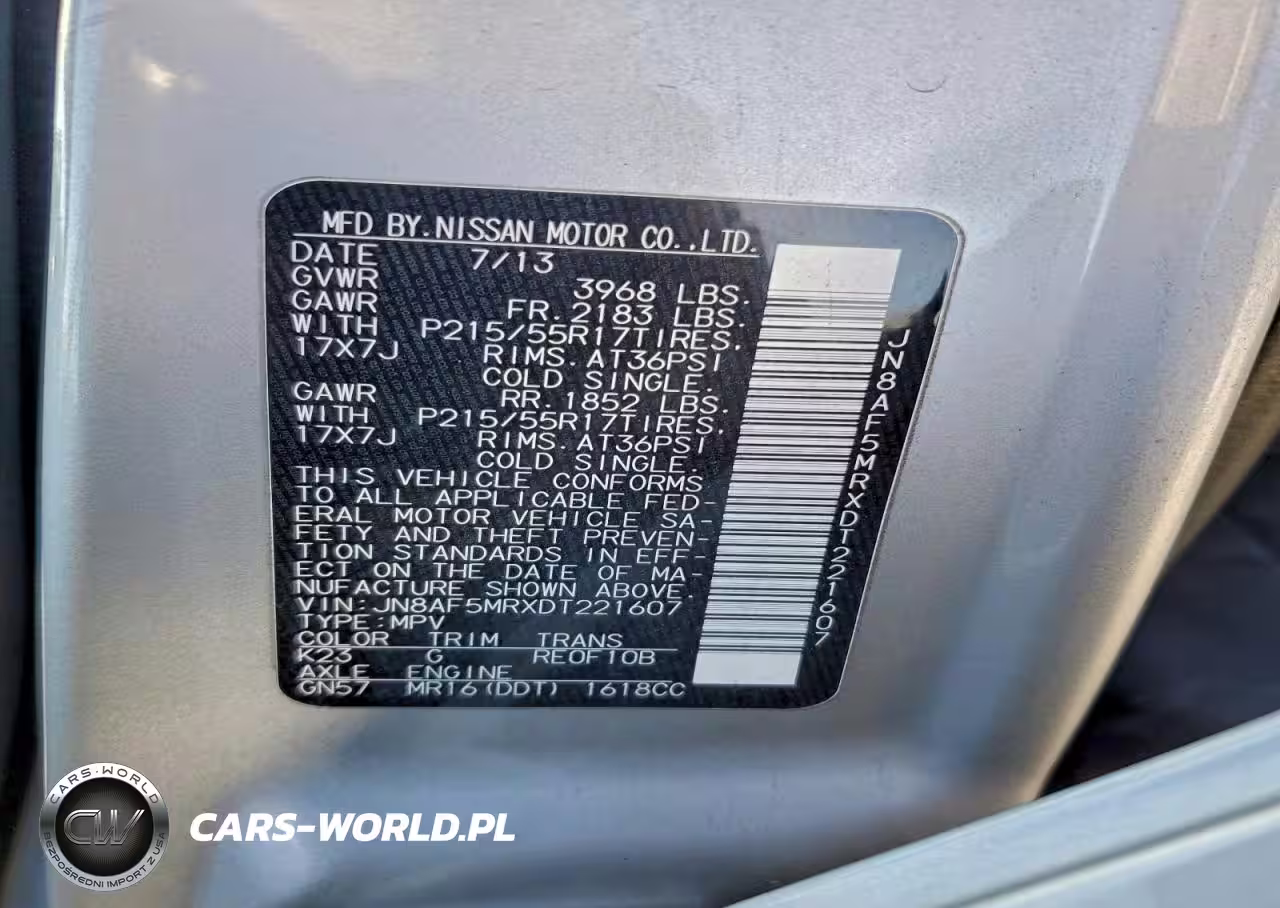 MFD BY. NISSAN MOTOR CO., LTD.
DATE 7/13
GVWR 3968 LBS.
GAWR FR. 2183 LBS.
WITH P215/55R17TIRES.
17X7J RIMS. AT36PSI
COLD SINGLE.
GAWR RR. 1852 LBS.
WITH P215/55R17TIRES.
17X7J RIMS. AT36PSI
COLD SINGLE.
THIS VEHICLE CONFORMS
TO ALL APPLICABLE FED-
ERAL MOTOR VEHICLE SA-
FETY AND THEFT PREVEN-
TION STANDARDS IN EFF-
ECT ON THE DATE OF MA-
NUFACTURE SHOWN ABOVE.
VIN:JN8AF5MRXDT221607
TYPE:MPV
COLOR TRIM TRANS
K23 G RE0F10B
AXLE ENGINE
GN57 MR16(DDT) 1618CC
JN8AF5MRXDT221607
CARS-WORLD
CW
BEZPOŚREDNI IMPORT Z USA
CARS-WORLD.PL